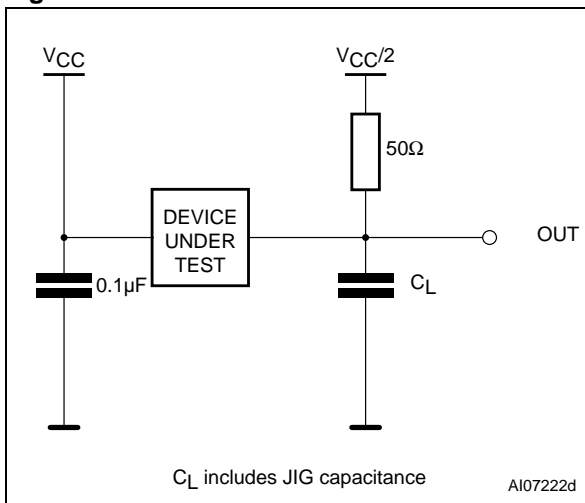 VCC
VCC/2
50Ω
DEVICE
UNDER
TEST
OUT
0.1µF
CL
CL includes JIG capacitance
AI07222d